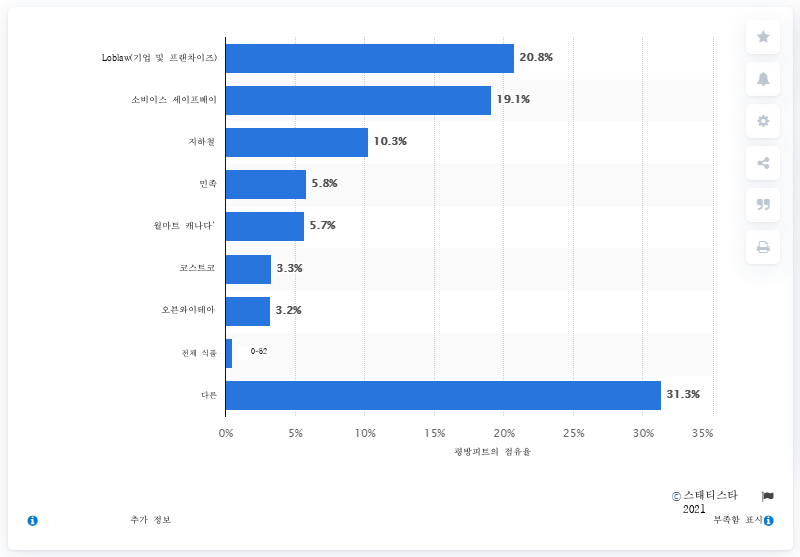 Loblaw(기업 및 프랜차이즈)
20.8%
소비이스 세이프웨이
19.1%
지하철
10.3%
민족
5.8%
월마트 캐나다'
5.7%
코스트코
3.3%
오븐와이테아
3.2%
전체 식품
0-52
다른
31.3%
0% 5% 10% 15% 20% 25% 30% 35%
평방피트의 점유율
© 스태티스타
2021
추가 정보
부족함 표시